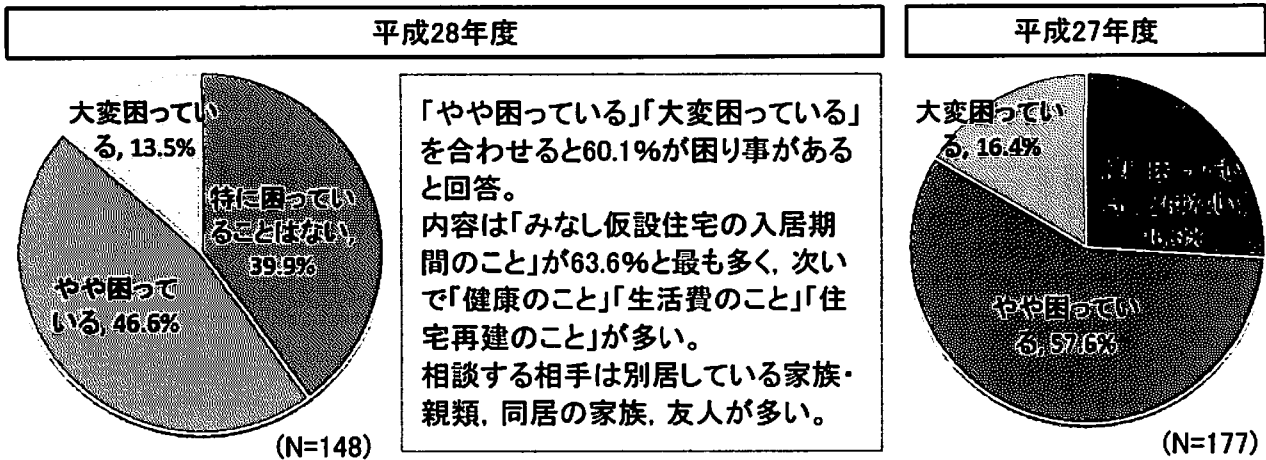 平成28年度
平成27年度
大変困ってい
る, 13.5%
特に困ってい
ることはない,
39.9%
やや困って
いる, 46.6%
(N=148)
「やや困っている」「大変困っている」
を合わせると60.1%が困り事がある
と回答。
内容は「みなし仮設住宅の入居期
間のこと」が63.6%と最も多く, 次い
で「健康のこと」「生活費のこと」「住
宅再建のこと」が多い。
相談する相手は別居している家族・
親類, 同居の家族, 友人が多い。
大変困ってい
る, 16.4%
やや困ってい
る, 57.6%
(N=177)